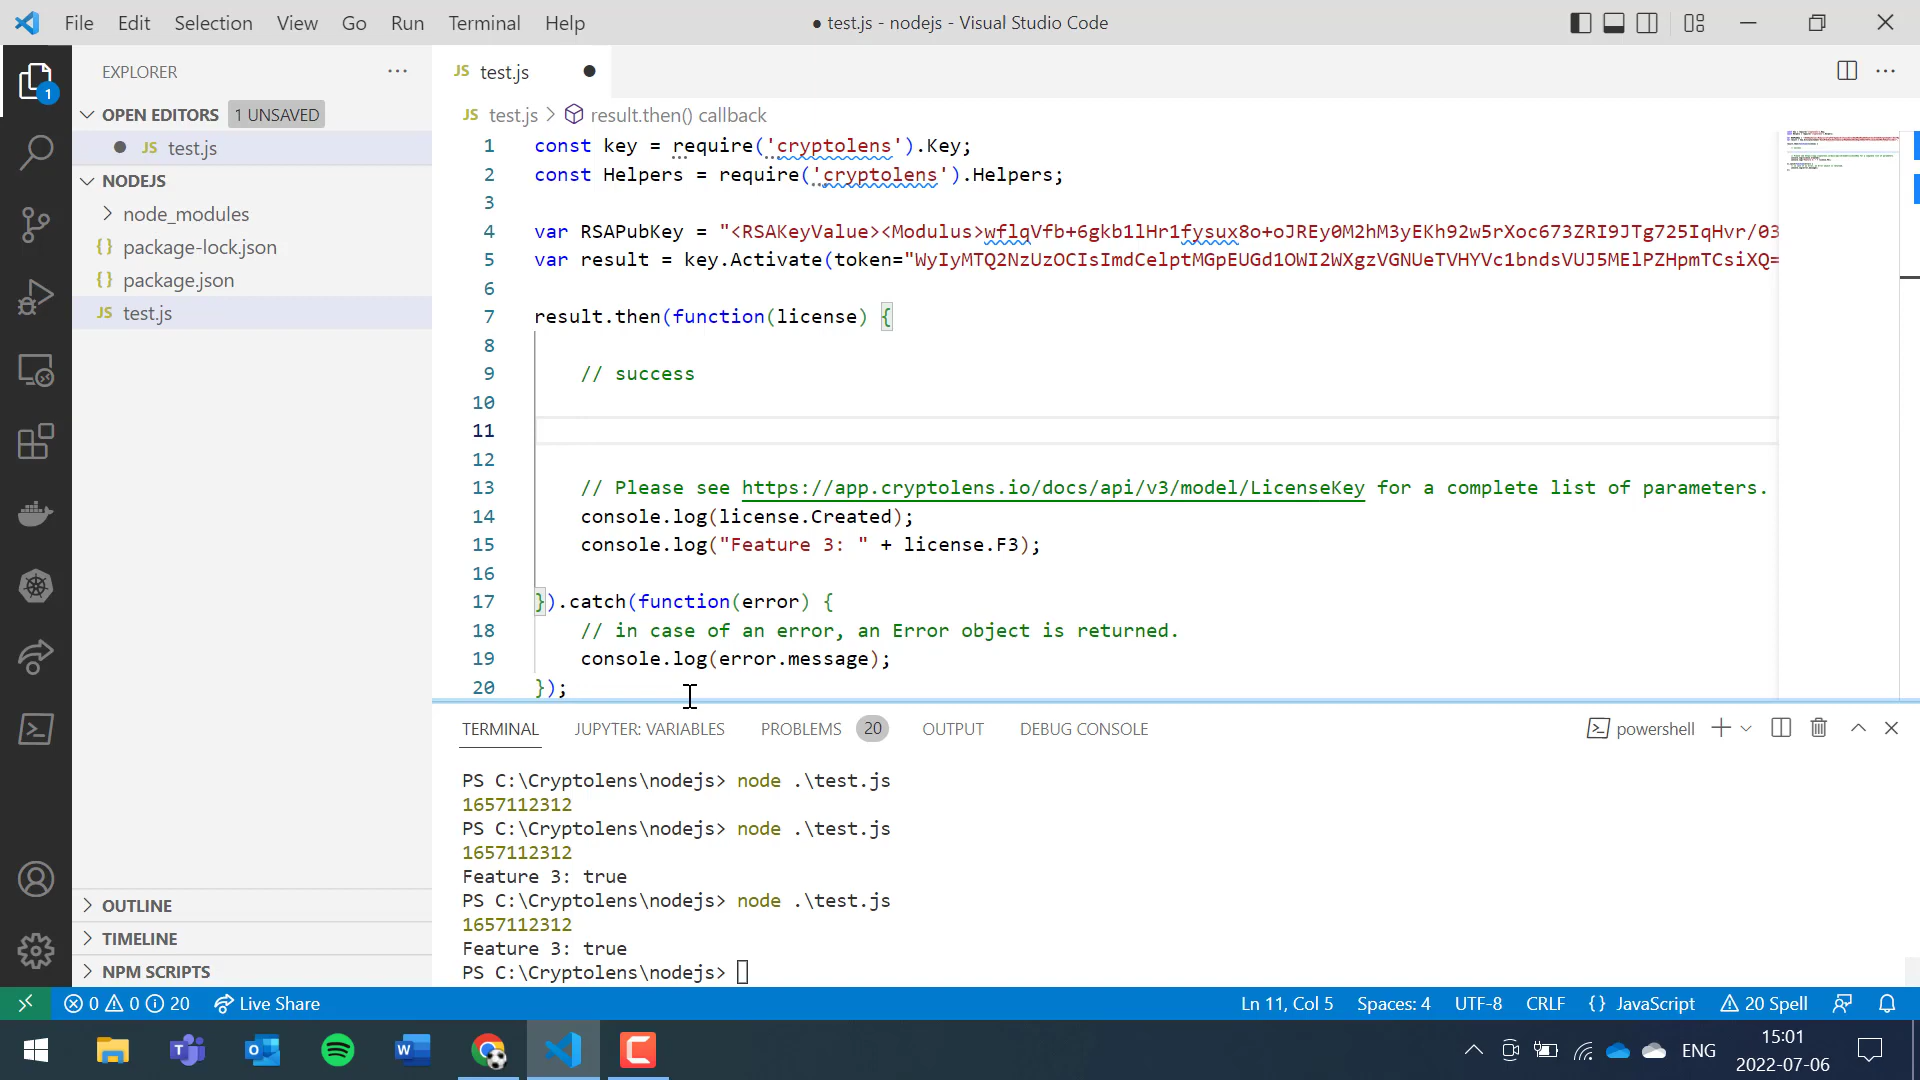 File Edit Selection View Go Run Terminal Help
● test.js - nodejs - Visual Studio Code
EXPLORER
1
OPEN EDITORS 1 UNSAVED
JS test.js
NODEJS
node_modules
{} package-lock.json
{} package.json
JS test.js
OUTLINE
TIMELINE
NPM SCRIPTS
JS test.js
JS test.js > result.then() callback
1 const key = require('cryptolens').Key;
2 const Helpers = require('cryptolens').Helpers;
3
4 var RSAPubKey = "<RSAKeyValue><Modulus>wflqVfb+6gkb1lHr1fysux8o+oJREy0M2hM3yEKh92w5rXoc673ZRI9JTg725IqHvr/03
5 var result = key.Activate(token="WyIyMTQ2NzUzOCIsImdCelptMGpEUGd1OWI2WXgzVGNUeTVHYVc1bndsVUJ5MElPZHpmTCsiXQ=
6
7 result.then(function(license) {
8
9 // success
10
11
12
13 // Please see https://app.cryptolens.io/docs/api/v3/model/LicenseKey for a complete list of parameters.
14 console.log(license.Created);
15 console.log("Feature 3: " + license.F3);
16
17 }).catch(function(error) {
18 // in case of an error, an Error object is returned.
19 console.log(error.message);
20 });
TERMINAL JUPYTER: VARIABLES PROBLEMS 20 OUTPUT DEBUG CONSOLE
powershell
PS C:\Cryptolens\nodejs> node .\test.js
1657112312
PS C:\Cryptolens\nodejs> node .\test.js
1657112312
Feature 3: true
PS C:\Cryptolens\nodejs> node .\test.js
1657112312
Feature 3: true
PS C:\Cryptolens\nodejs>
0 0 20 Live Share
Ln 11, Col 5 Spaces: 4 UTF-8 CRLF {} JavaScript 20 Spell
ENG
15:01
2022-07-06